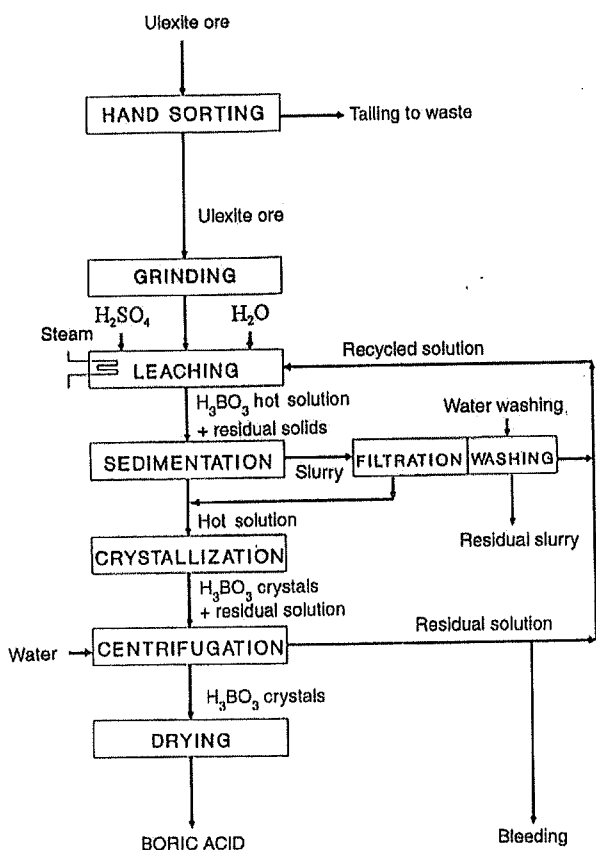 Ulexite ore
HAND SORTING
Tailing to waste
Ulexite ore
GRINDING
H₂SO₄
H₂O
Steam
LEACHING
Recycled solution
H₃BO₃ hot solution
+ residual solids
Water washing
SEDIMENTATION
Slurry
FILTRATION
WASHING
Hot solution
Residual slurry
CRYSTALLIZATION
H₃BO₃ crystals
+ residual solution
Residual solution
Water
CENTRIFUGATION
H₃BO₃ crystals
DRYING
BORIC ACID
Bleeding